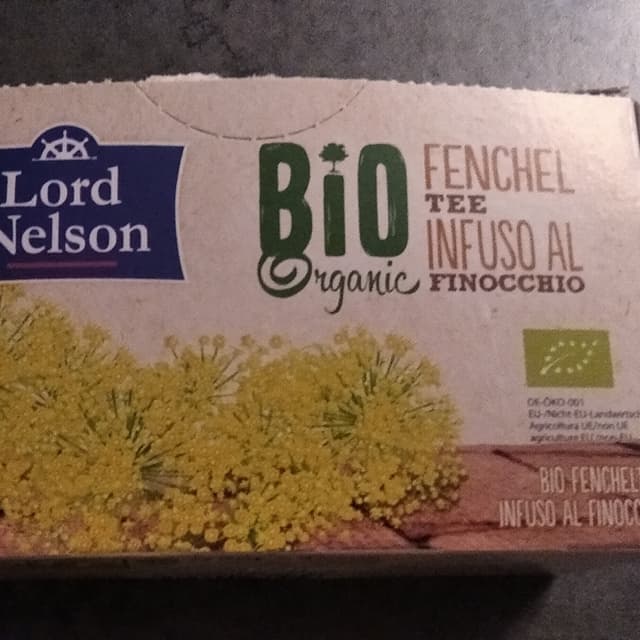 Lord
Nelson
BiO
Organic
FENCHEL
TEE
INFUSO AL
FINOCCHIO
DE-ÖKO-001
EU-/Nicht EU-Landwirtsc
Agricoltura UE/non UE
BIO FENCHEL
INFUSO AL FINOCC